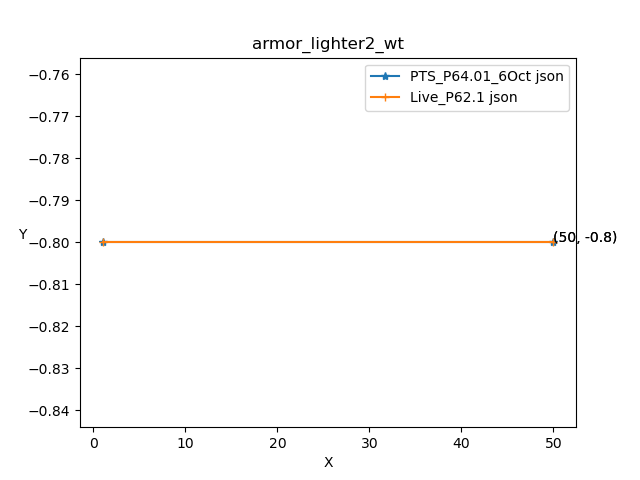 armor_lighter2_wt
PTS_P64.01_6Oct json
Live_P62.1 json
−0.76
−0.77
−0.78
−0.79
−0.80
−0.81
−0.82
−0.83
−0.84
Y
(50, -0.8)
0 10 20 30 40 50
X